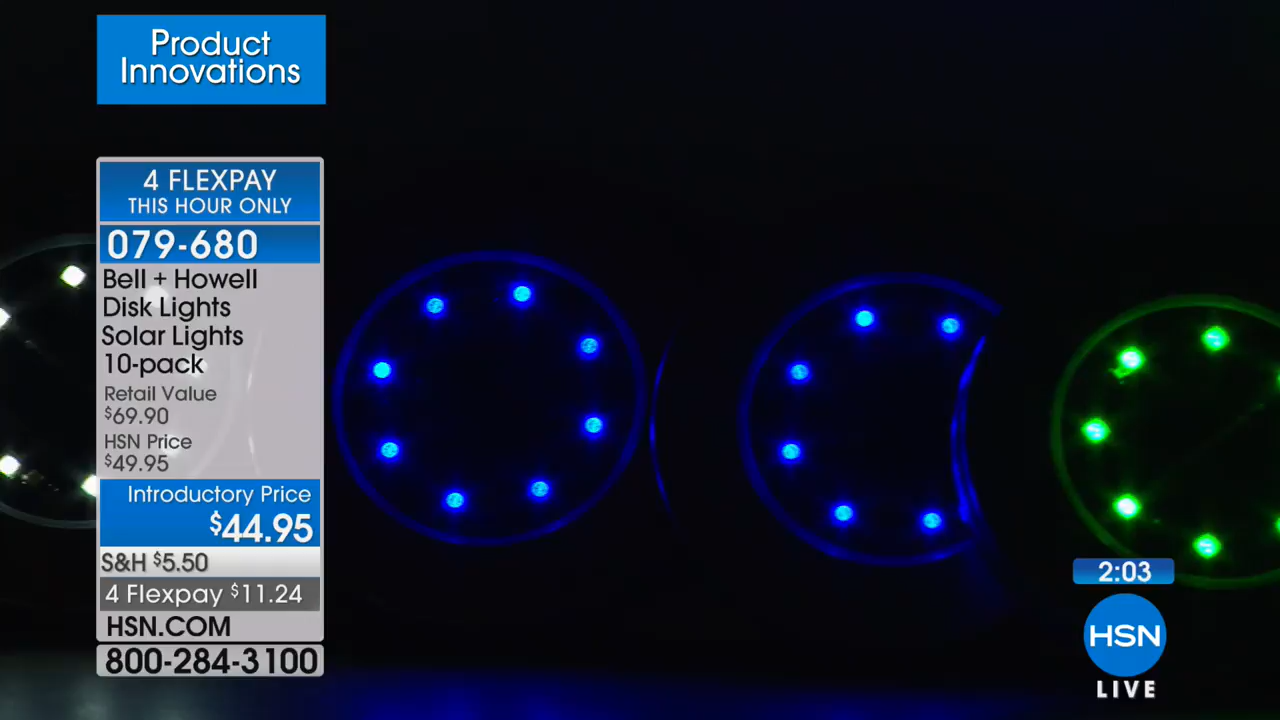 Product
Innovations
4 FLEXPAY
THIS HOUR ONLY
079-680
Bell + Howell
Disk Lights
Solar Lights
10-pack
Retail Value
$69.90
HSN Price
$49.95
Introductory Price
$44.95
S&H $5.50
4 Flexpay $11.24
HSN.COM
800-284-3100
2:03
HSN
LIVE